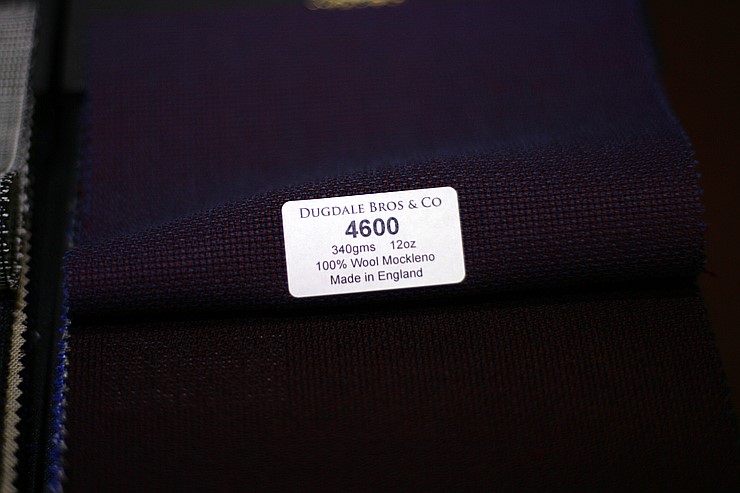 Dugdale Bros & Co
4600
340gms 12oz
100% Wool Mockleno
Made in England